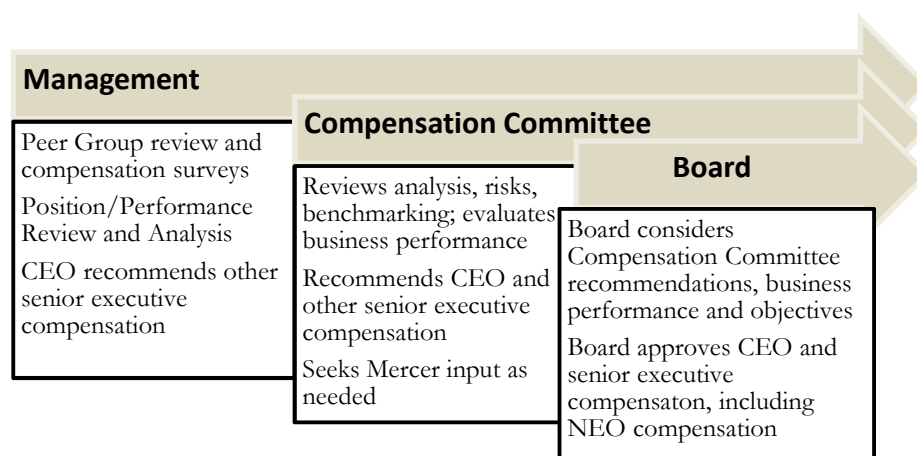 Management
Peer Group review and
compensation surveys
Position/Performance
Review and Analysis
CEO recommends other
senior executive
compensation
Compensation Committee
Reviews analysis, risks,
benchmarking; evaluates
business performance
Recommends CEO and
other senior executive
compensation
Seeks Mercer input as
needed
Board
Board considers
Compensation Committee
recommendations, business
performance and objectives
Board approves CEO and
senior executive
compensaton, including
NEO compensation